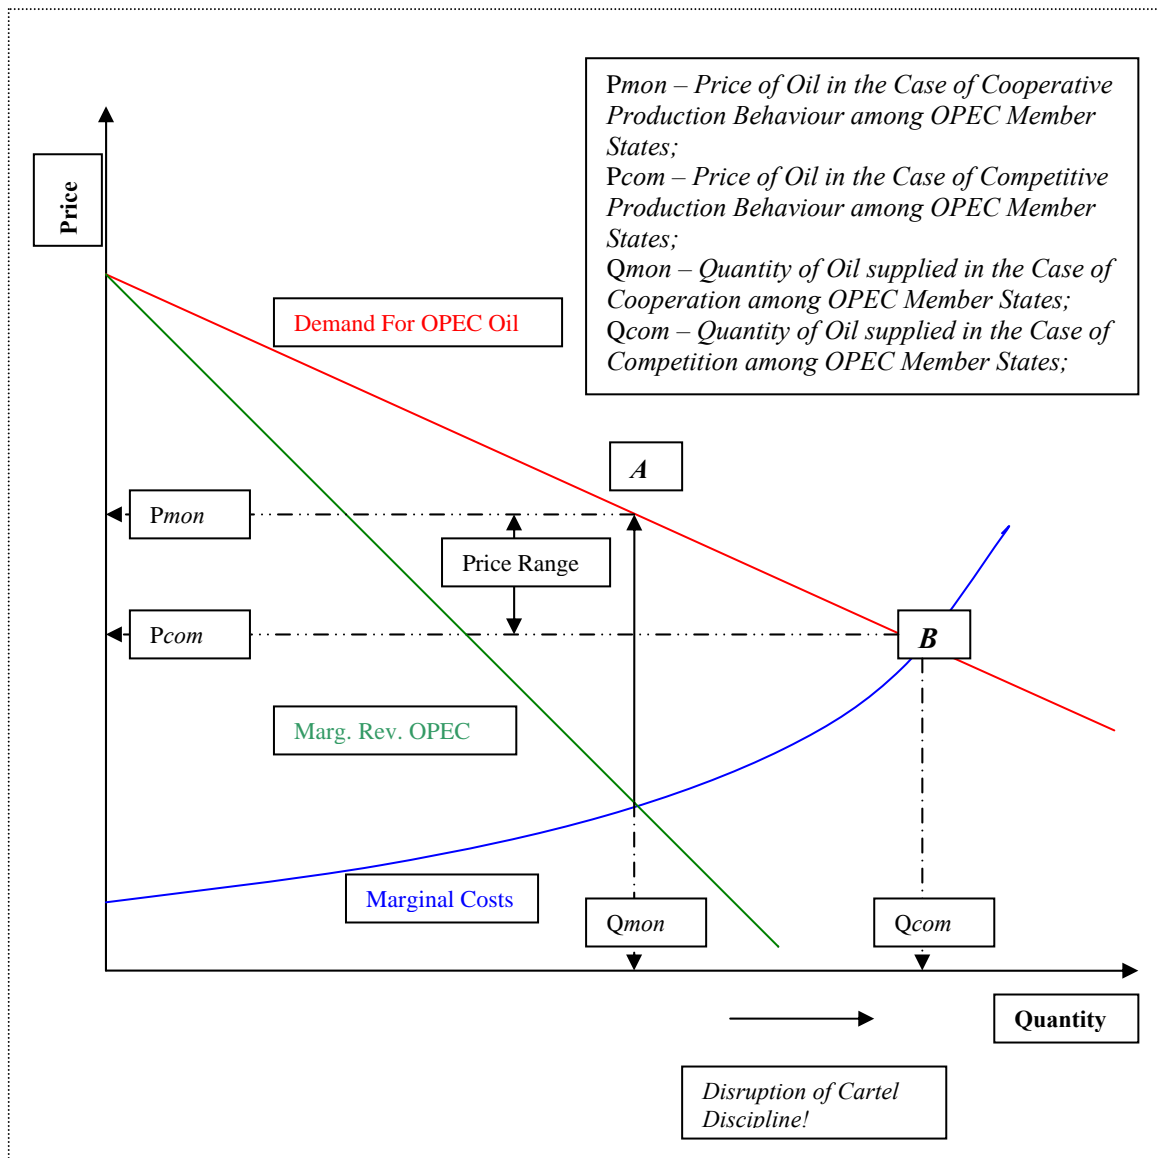 Pmon – Price of Oil in the Case of Cooperative
Production Behaviour among OPEC Member
States;
Pcom – Price of Oil in the Case of Competitive
Production Behaviour among OPEC Member
States;
Qmon – Quantity of Oil supplied in the Case of
Cooperation among OPEC Member States;
Qcom – Quantity of Oil supplied in the Case of
Competition among OPEC Member States;
Price
Demand For OPEC Oil
A
Pmon
Price Range
Pcom
B
Marg. Rev. OPEC
Marginal Costs
Qmon
Qcom
Quantity
Disruption of Cartel
Discipline!